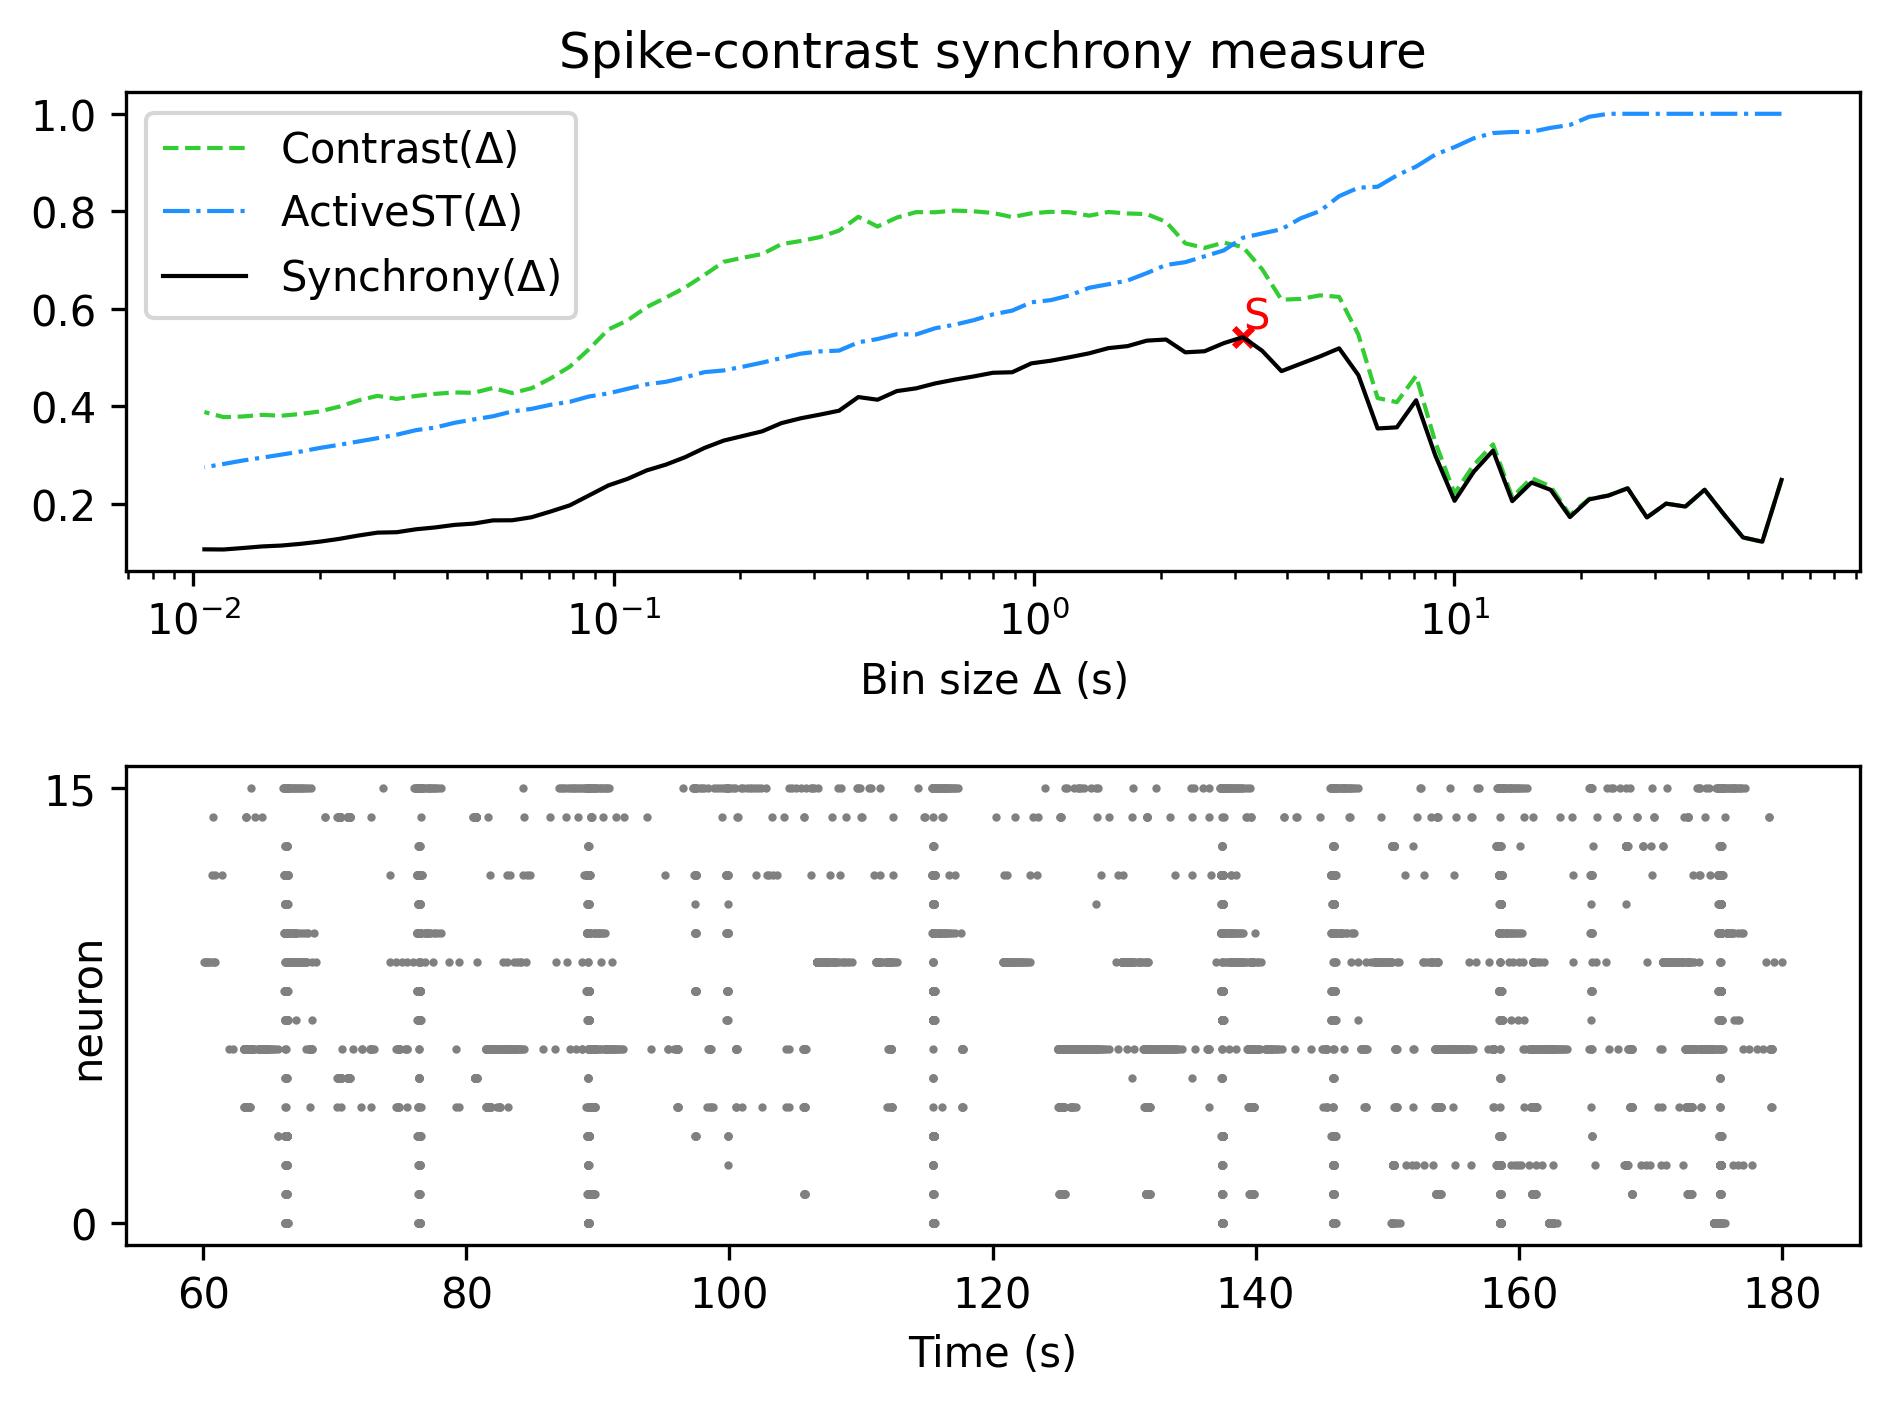 Spike-contrast synchrony measure
1.0
0.8
0.6
0.4
0.2
Contrast(Δ)
ActiveST(Δ)
Synchrony(Δ)
S
10⁻² 10⁻¹ 10⁰ 10¹
Bin size Δ (s)
15
0
neuron
60 80 100 120 140 160 180
Time (s)